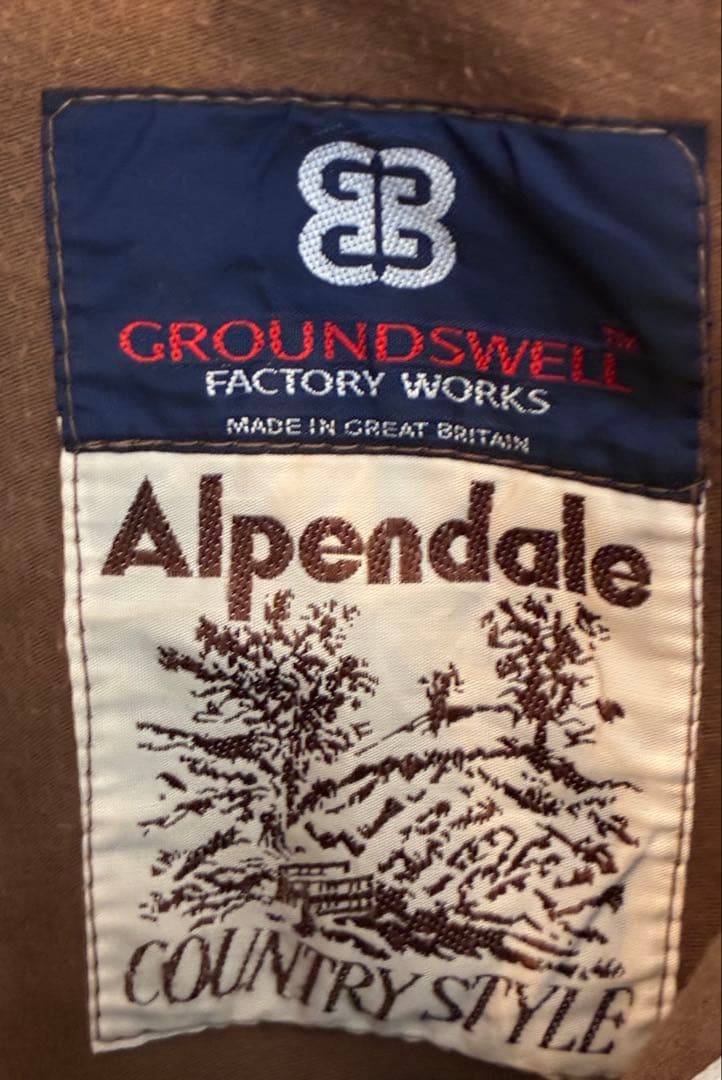 GROUNDSWELL™
FACTORY WORKS
MADE IN GREAT BRITAIN
Alpendale
COUNTRY STYLE